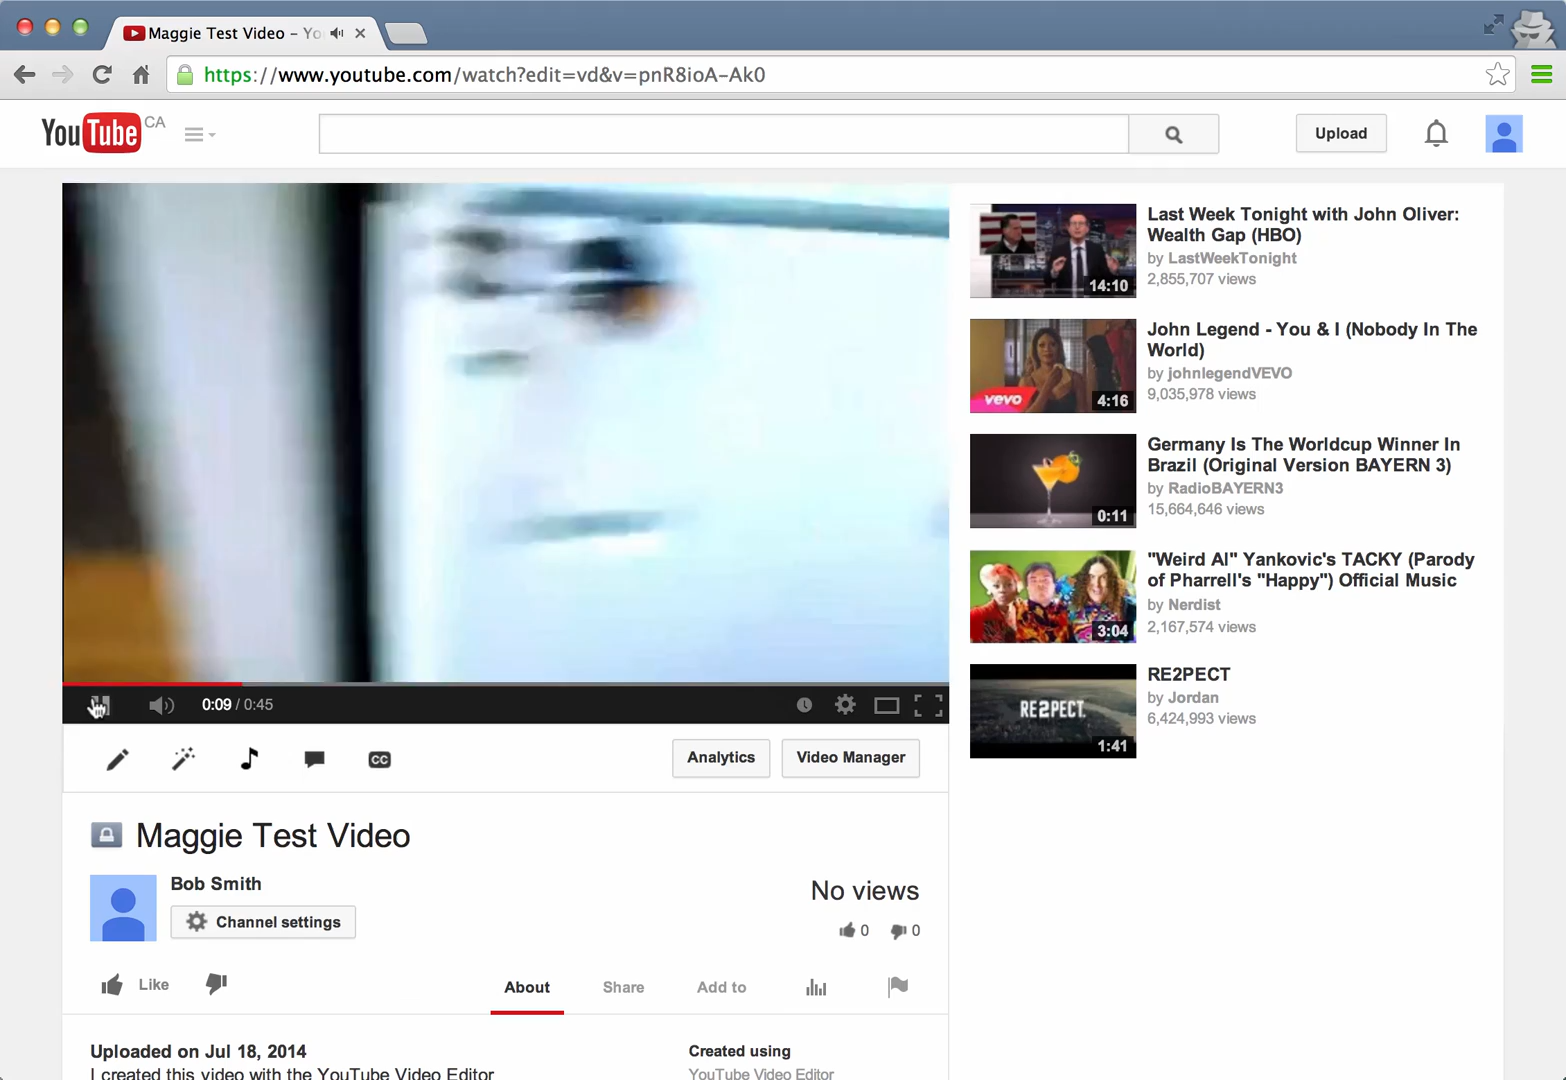 Maggie Test Video – Yo
https://www.youtube.com/watch?edit=vd&v=pnR8ioA-Ak0
YouTube CA
Upload
Last Week Tonight with John Oliver:
Wealth Gap (HBO)
by LastWeekTonight
2,855,707 views
14:10
John Legend - You & I (Nobody In The
World)
by johnlegendVEVO
9,035,978 views
vevo
4:16
Germany Is The Worldcup Winner In
Brazil (Original Version BAYERN 3)
by RadioBAYERN3
15,664,646 views
0:11
"Weird Al" Yankovic's TACKY (Parody
of Pharrell's "Happy") Official Music
by Nerdist
2,167,574 views
3:04
RE2PECT
by Jordan
6,424,993 views
RE2PECT.
1:41
0:09 / 0:45
CC
Analytics
Video Manager
Maggie Test Video
Bob Smith
Channel settings
No views
0
0
Like
About
Share
Add to
Uploaded on Jul 18, 2014
I created this video with the YouTube Video Editor
Created using
YouTube Video Editor